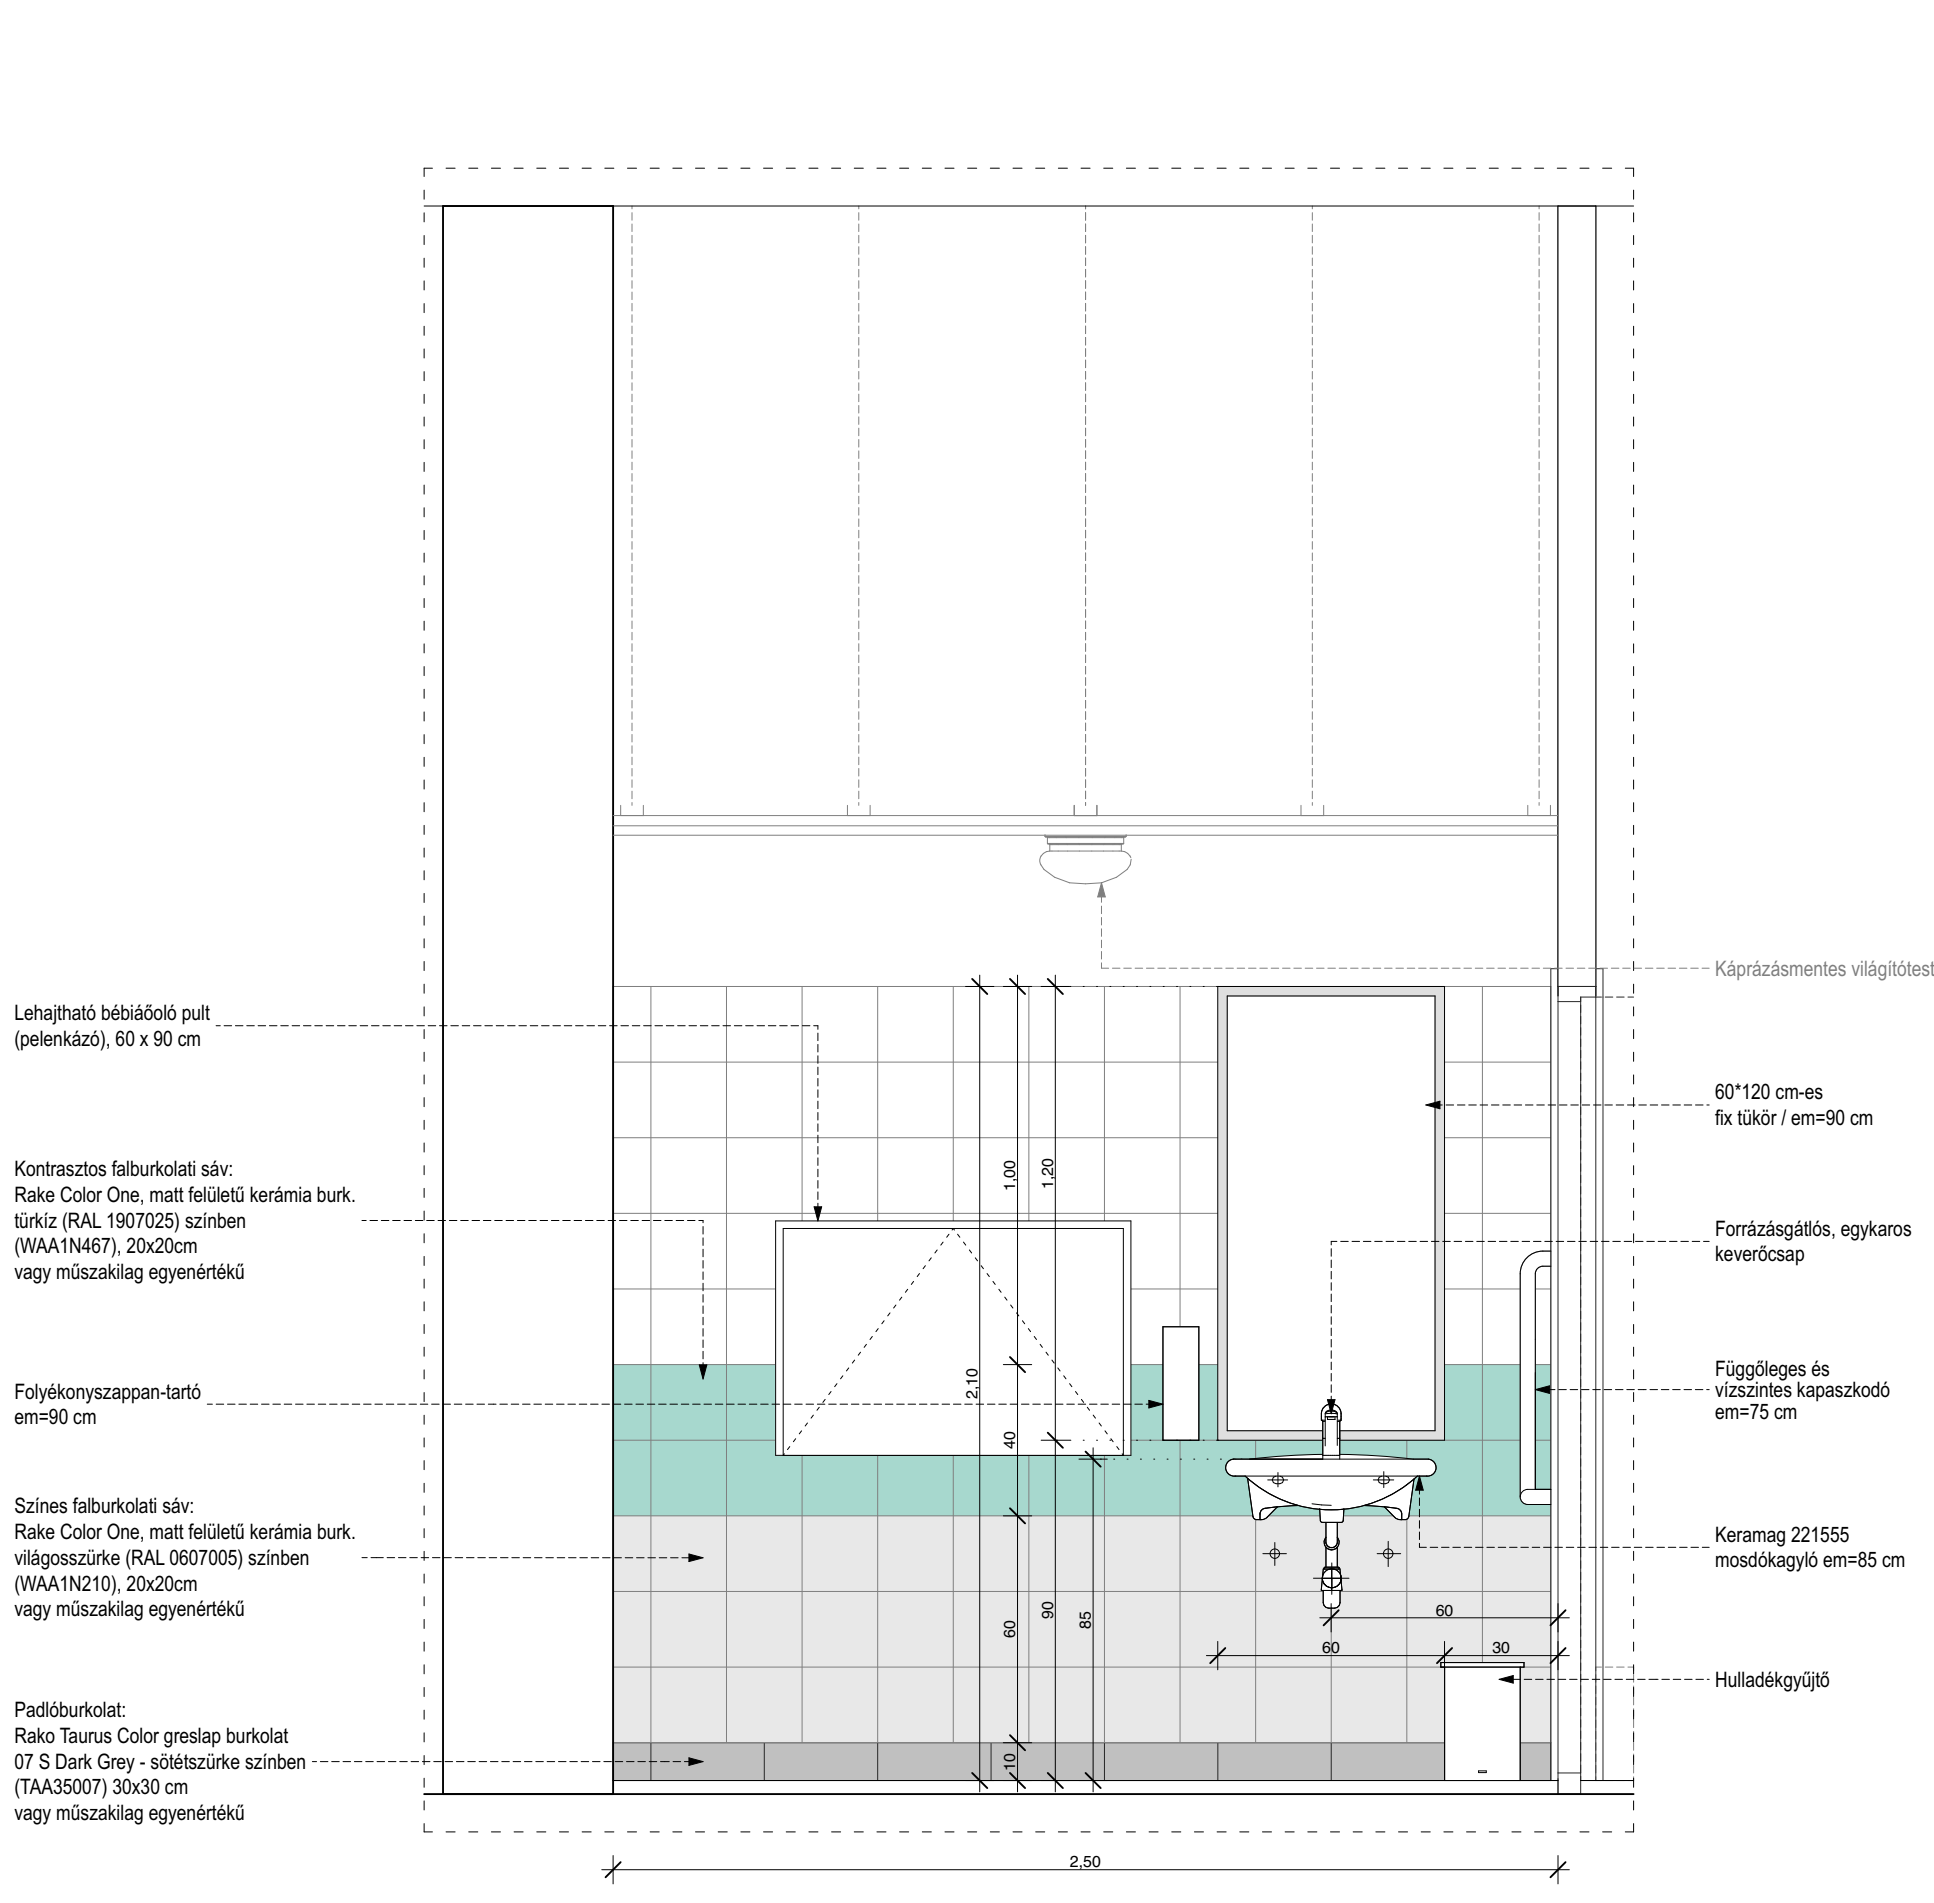 Káprázásmentes világítótest
Lehajtható bébiáőoló pult
(pelenkázó), 60 x 90 cm
60*120 cm-es
fix tükör / em=90 cm
Kontrasztos falburkolati sáv:
Rake Color One, matt felületű kerámia burk.
türkíz (RAL 1907025) színben
(WAA1N467), 20x20cm
vagy műszakilag egyenértékű
1,00
1,20
Forrázásgátlós, egykaros
keverőcsap
Folyékonyszappan-tartó
em=90 cm
2,10
Függőleges és
vízszintes kapaszkodó
em=75 cm
40
Színes falburkolati sáv:
Rake Color One, matt felületű kerámia burk.
világosszürke (RAL 0607005) színben
(WAA1N210), 20x20cm
vagy műszakilag egyenértékű
Keramag 221555
mosdókagyló em=85 cm
60
90
85
60
60
30
Hulladékgyűjtő
Padlóburkolat:
Rako Taurus Color greslap burkolat
07 S Dark Grey - sötétszürke színben
(TAA35007) 30x30 cm
vagy műszakilag egyenértékű
10
2,50